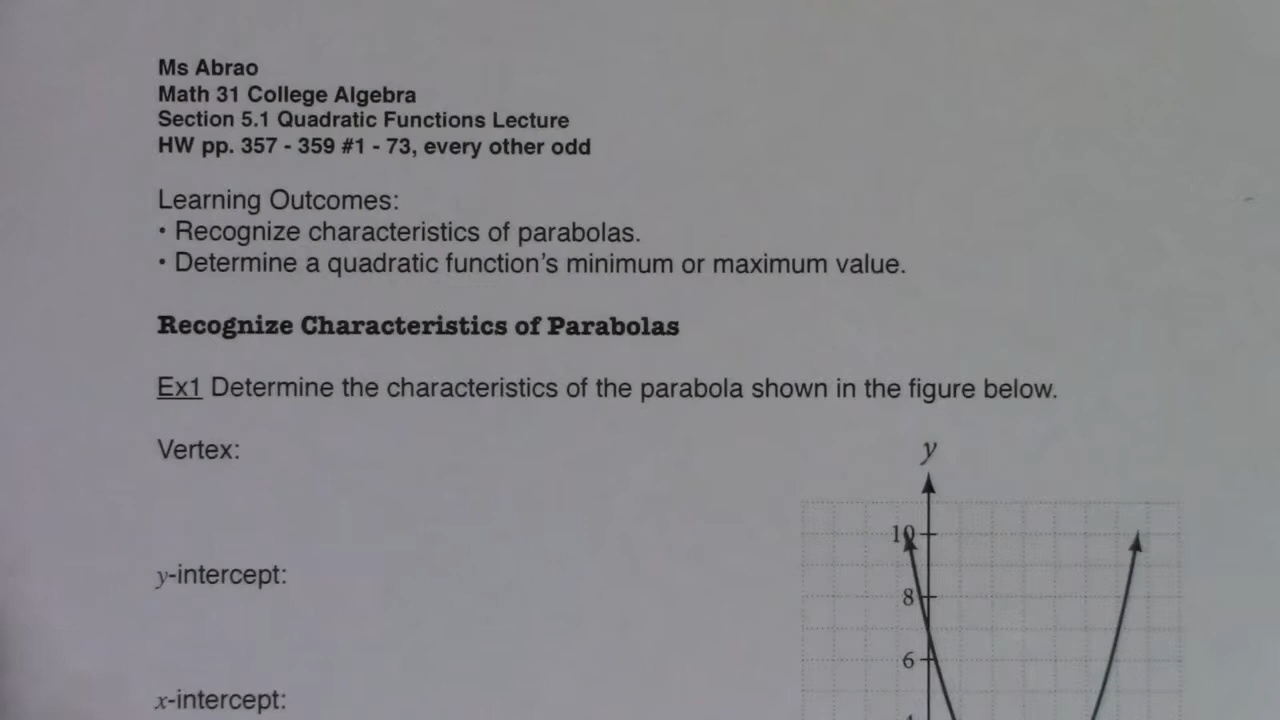 Ms Abrao
Math 31 College Algebra
Section 5.1 Quadratic Functions Lecture
HW pp. 357 - 359 #1 - 73, every other odd
Learning Outcomes:
• Recognize characteristics of parabolas.
• Determine a quadratic function's minimum or maximum value.
Recognize Characteristics of Parabolas
Ex1 Determine the characteristics of the parabola shown in the figure below.
Vertex:
y
10
y-intercept:
8
6
x-intercept: